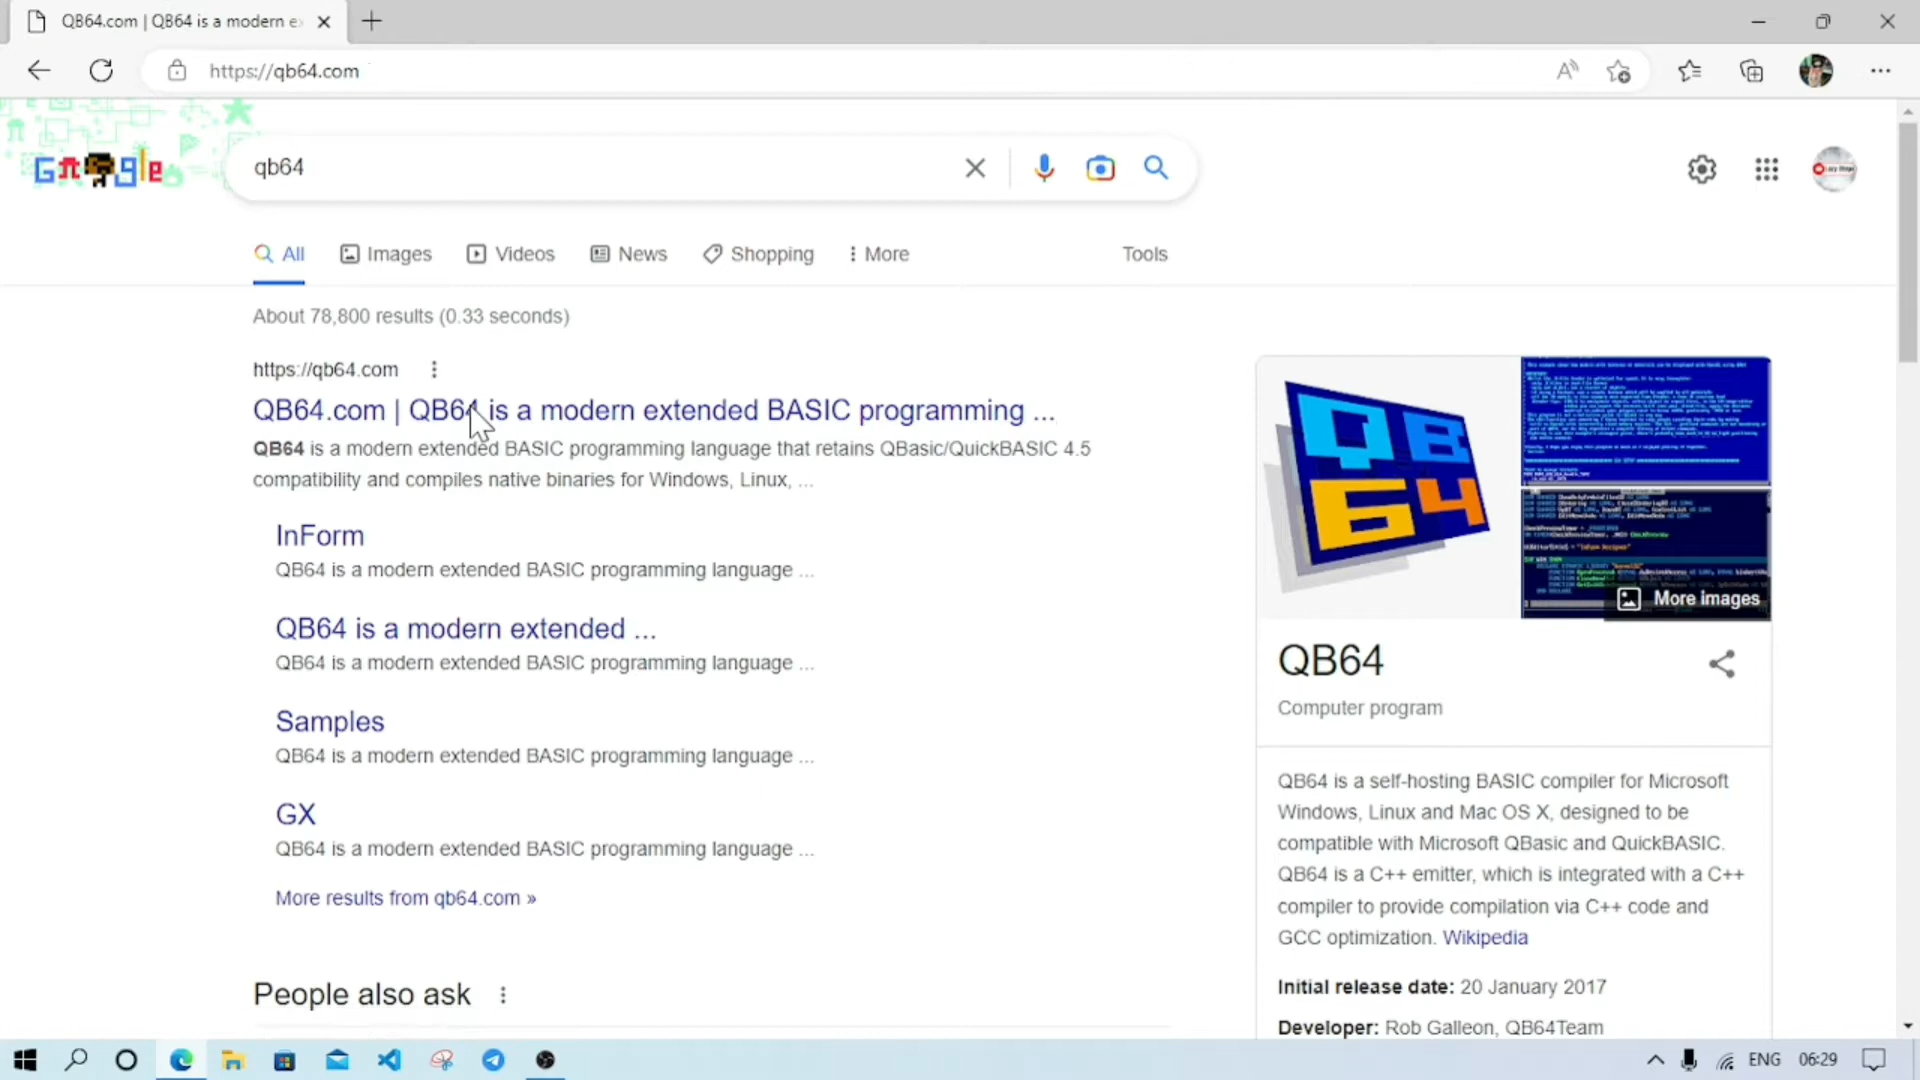 QB64.com | QB64 is a modern ex
https://qb64.com
Google
qb64
All
Images
Videos
News
Shopping
More
Tools
About 78,800 results (0.33 seconds)
https://qb64.com
QB64.com | QB64 is a modern extended BASIC programming ...
QB64 is a modern extended BASIC programming language that retains QBasic/QuickBASIC 4.5
compatibility and compiles native binaries for Windows, Linux, ...
InForm
QB64 is a modern extended BASIC programming language ...
QB64 is a modern extended ...
QB64 is a modern extended BASIC programming language ...
Samples
QB64 is a modern extended BASIC programming language ...
GX
QB64 is a modern extended BASIC programming language ...
More results from qb64.com »
People also ask
QB
64
More images
QB64
Computer program
QB64 is a self-hosting BASIC compiler for Microsoft
Windows, Linux and Mac OS X, designed to be
compatible with Microsoft QBasic and QuickBASIC.
QB64 is a C++ emitter, which is integrated with a C++
compiler to provide compilation via C++ code and
GCC optimization. Wikipedia
Initial release date: 20 January 2017
Developer: Rob Galleon, QB64Team
ENG
06:29